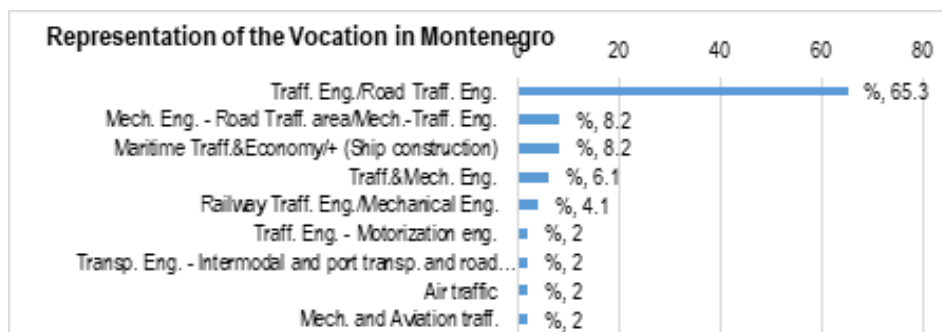 Representation of the Vocation in Montenegro
0 20 40 60 80
Traff. Eng./Road Traff. Eng. %, 65.3
Mech. Eng. - Road Traff. area/Mech.-Traff. Eng. %, 8.2
Maritime Traff.&Economy/+ (Ship construction) %, 8.2
Traff.&Mech. Eng. %, 6.1
Railway Traff. Eng./Mechanical Eng. %, 4.1
Traff. Eng. - Motorization eng. %, 2
Transp. Eng. - Intermodal and port transp. and road... %, 2
Air traffic %, 2
Mech. and Aviation traff. %, 2